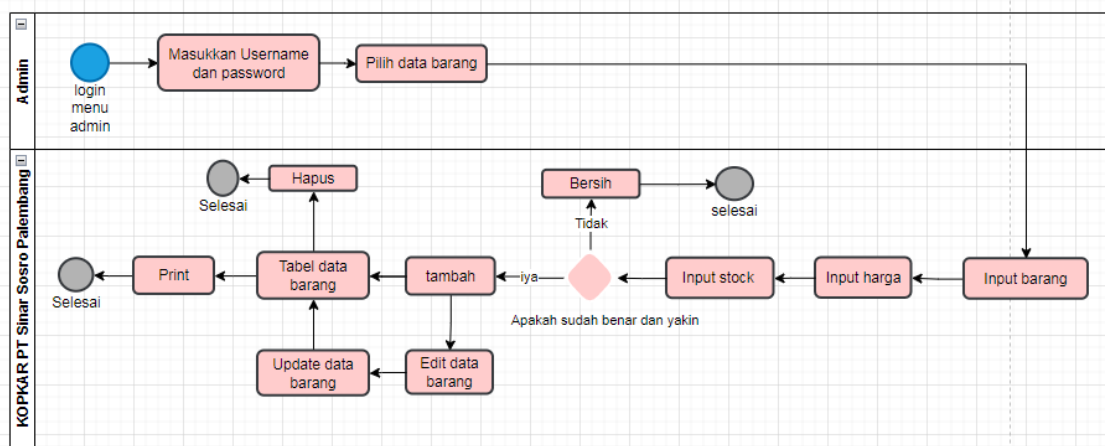 Admin
login
menu
admin
Masukkan Username
dan password
Pilih data barang
KOPKAR PT Sinar Sosro Palembang
Hapus
Selesai
Bersih
selesai
Tidak
Selesai
Print
Tabel data
barang
tambah
iya
Input stock
Input harga
Input barang
Apakah sudah benar dan yakin
Update data
barang
Edit data
barang